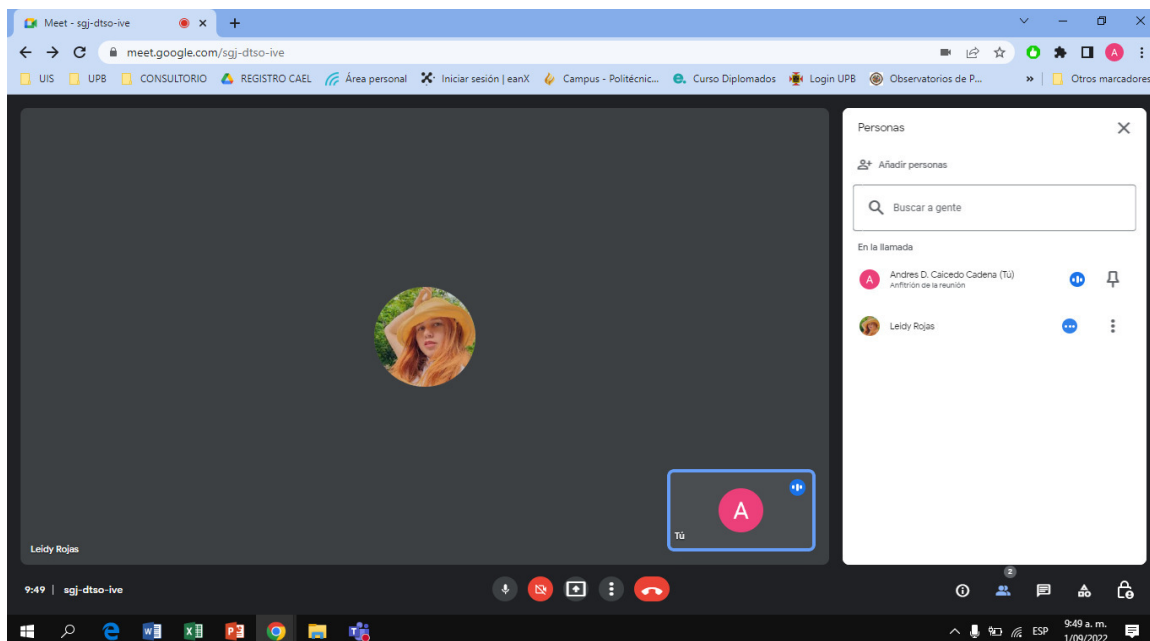 Meet - sgj-dtso-ive
meet.google.com/sgj-dtso-ive
UIS UPB CONSULTORIO REGISTRO CAEL Área personal Iniciar sesión | eanX Campus - Politécnic... Curso Diplomados Login UPB Observatorios de P... » Otros marcadores
Personas
Añadir personas
Buscar a gente
En la llamada
A Andres D. Caicedo Cadena (Tú)
Anfitrión de la reunión
Leidy Rojas
A
Tú
Leidy Rojas
9:49 | sgj-dtso-ive
2
ESP
9:49 a. m.
1/09/2022